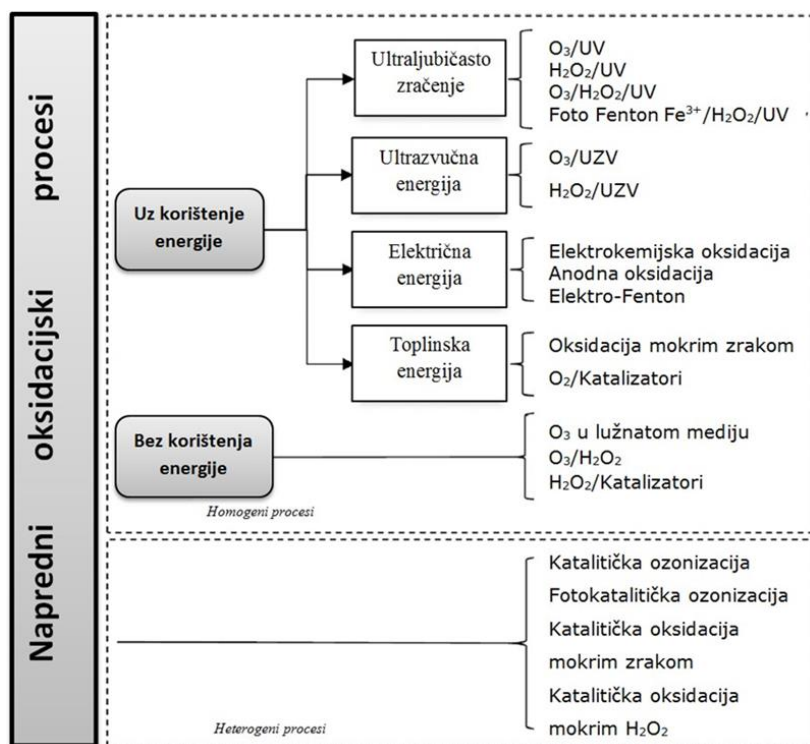 Napredni oksidacijski procesi
Uz korištenje
energije
Ultraljubičasto
zračenje
O₃/UV
H₂O₂/UV
O₃/H₂O₂/UV
Foto Fenton Fe³⁺/H₂O₂/UV
Ultrazvučna
energija
O₃/UZV
H₂O₂/UZV
Električna
energija
Elektrokemijska oksidacija
Anodna oksidacija
Elektro-Fenton
Toplinska
energija
Oksidacija mokrim zrakom
O₂/Katalizatori
Bez korištenja
energije
O₃ u lužnatom mediju
O₃/H₂O₂
H₂O₂/Katalizatori
Homogeni procesi
Katalitička ozonizacija
Fotokatalitička ozonizacija
Katalitička oksidacija
mokrim zrakom
Katalitička oksidacija
mokrim H₂O₂
Heterogeni procesi